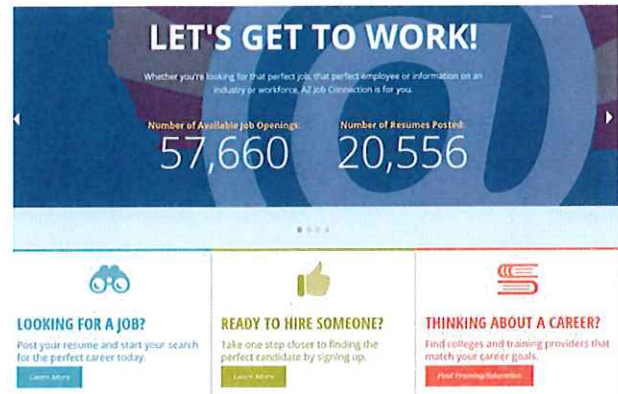 LET'S GET TO WORK!
Whether you're looking for that perfect job, that perfect employee or information on an
industry or workforce, AZ Job Connection is for you.
Number of Available Job Openings:
57,660
Number of Resumes Posted:
20,556
LOOKING FOR A JOB?
Post your resume and start your search
for the perfect career today.
Learn More
READY TO HIRE SOMEONE?
Take one step closer to finding the
perfect candidate by signing up.
Learn More
THINKING ABOUT A CAREER?
Find colleges and training providers that
match your career goals.
Find Training/Education